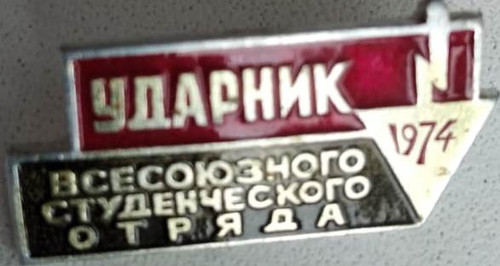 УДАРНИК
1974
ВСЕСОЮЗНОГО
СТУДЕНЧЕСКОГО
ОТРЯДА